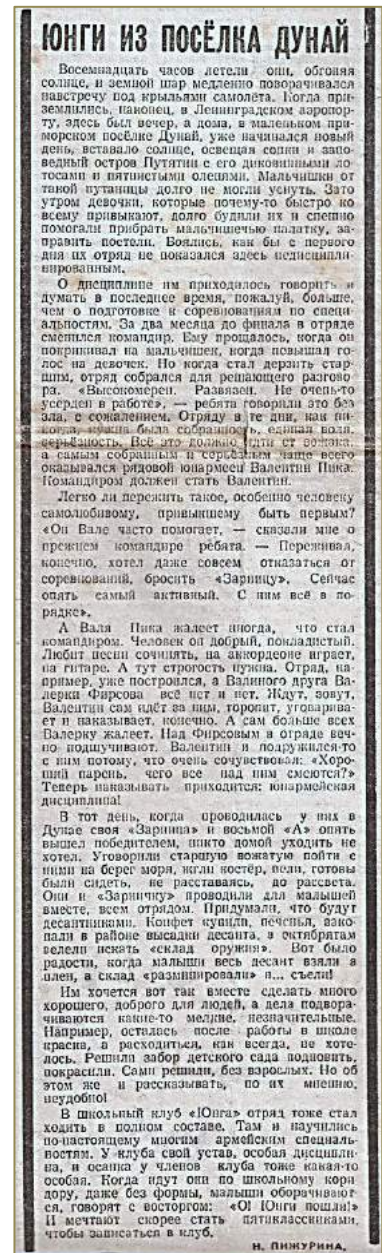 ЮНГИ ИЗ ПОСЁЛКА ДУНАЙ
Восемнадцать часов летели они, обгоняя
солнце, и земной шар медленно поворачивался
навстречу под крыльями самолёта. Когда при-
землились, наконец, в Ленинградском аэропор-
ту, здесь был вечер, а дома, в маленьком при-
морском посёлке Дунай, уже начинался новый
день, вставало солнце, освещая сопки и запо-
ведный остров Путятин с его диковинными ло-
тосами и пятнистыми оленями. Мальчишки от
такой путаницы долго не могли уснуть. Зато
утром девочки, которые почему-то быстро ко
всему привыкают, долго будили их и спешно
помогали прибрать мальчишечью палатку, за-
править постели. Боялись, как бы с первого
дня их отряд не показался здесь недисципли-
нированным.
О дисциплине им приходилось говорить и
думать в последнее время, пожалуй, больше,
чем о подготовке к соревнованиям по специ-
альностям. За два месяца до финала в отряде
сменился командир. Ему прощалось, когда он
покрикивал на мальчишек, когда повышал го-
лос на девочек. Но когда стал дерзить стар-
шим, отряд собрался для решающего разгово-
ра. «Высокомерен. Развязен. Не очень-то
усерден в работе», — ребята говорили это без
зла, с сожалением. Отряду в те дни, как ни-
когда, нужна была собранность, единая воля,
серьёзность. Всё это должно идти от вожака,
а самым собранным и серьёзным чаще всего
оказывался рядовой юнармеец Валентин Пика.
Командиром должен стать Валентин.
Легко ли пережить такое, особенно человеку
самолюбивому, привыкшему быть первым?
«Он Вале часто помогает, — сказали мне о
прежнем командире ребята. — Переживал,
конечно, хотел даже совсем отказаться от
соревнований, бросить «Зарницу». Сейчас
опять самый активный. С ним всё в по-
рядке».
А Валя Пика жалеет иногда, что стал
командиром. Человек он добрый, покладистый.
Любит песни сочинять, на аккордеоне играет,
на гитаре. А тут строгость нужна. Отряд, на-
пример, уже построился, а Валиного друга Ва-
лерки Фирсова всё нет и нет. Ждут, зовут,
Валентин сам идёт за ним, торопит, уговарива-
ет и наказывает, конечно. А сам больше всех
Валерку жалеет. Над Фирсовым в отряде веч-
но подшучивают. Валентин и подружился-то
с ним потому, что очень сочувствовал: «Хоро-
ший парень, чего все над ним смеются?»
Теперь наказывать приходится: юнармейская
дисциплина!
В тот день, когда проводилась у них в
Дунае своя «Зарница» и восьмой «А» опять
вышел победителем, никто домой уходить не
хотел. Уговорили старшую вожатую пойти с
ними на берег моря, жгли костёр, пели, готовы
были сидеть, не расставаясь, до рассвета.
Они и «Зарничку» проводили для малышей
вместе, всем отрядом. Придумали, что будут
десантниками. Конфет купили, печенья, зако-
пали в районе высадки десанта, а октябрятам
велели искать «склад оружия». Вот было
радости, когда малыши весь десант взяли в
плен, а склад «разминировали» и... съели!
Им хочется вот так вместе сделать много
хорошего, доброго для людей, а дела подвора-
чиваются какие-то мелкие, незначительные.
Например, осталась после работы в школе
краска, а расходиться, как всегда, не хоте-
лось. Решили забор детского сада подновить,
покрасили. Сами решили, без взрослых. Но об
этом же и рассказывать, по их мнению,
неудобно!
В школьный клуб «Юнга» отряд тоже стал
ходить в полном составе. Там и научились
по-настоящему многим армейским специаль-
ностям. У клуба свой устав, особая дисципли-
на, и осанка у членов клуба тоже какая-то
особая. Когда идут они по школьному кори
дору, даже без формы, малыши оборачивают
ся, говорят с восторгом: «О! Юнги пошли!»
И мечтают скорее стать пятиклассниками,
чтобы записаться в клуб.
Н. ПИЖУРИНА.